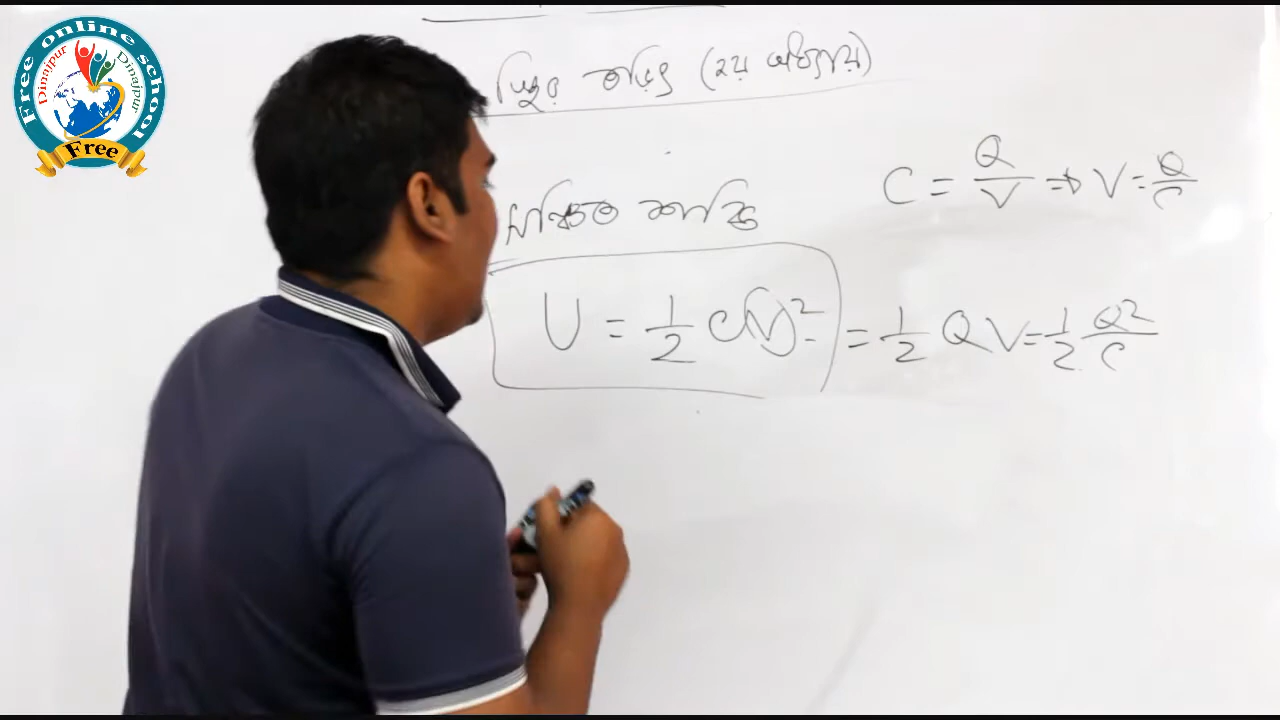 Free online school
Dinajpur
Dinajpur
Free
স্থির তড়িৎ (২য় অধ্যায়)
C = Q/V ⇒ V = Q/C
সঞ্চিত শক্তি
U = 1/2 CV² = 1/2 QV = 1/2 Q²/C